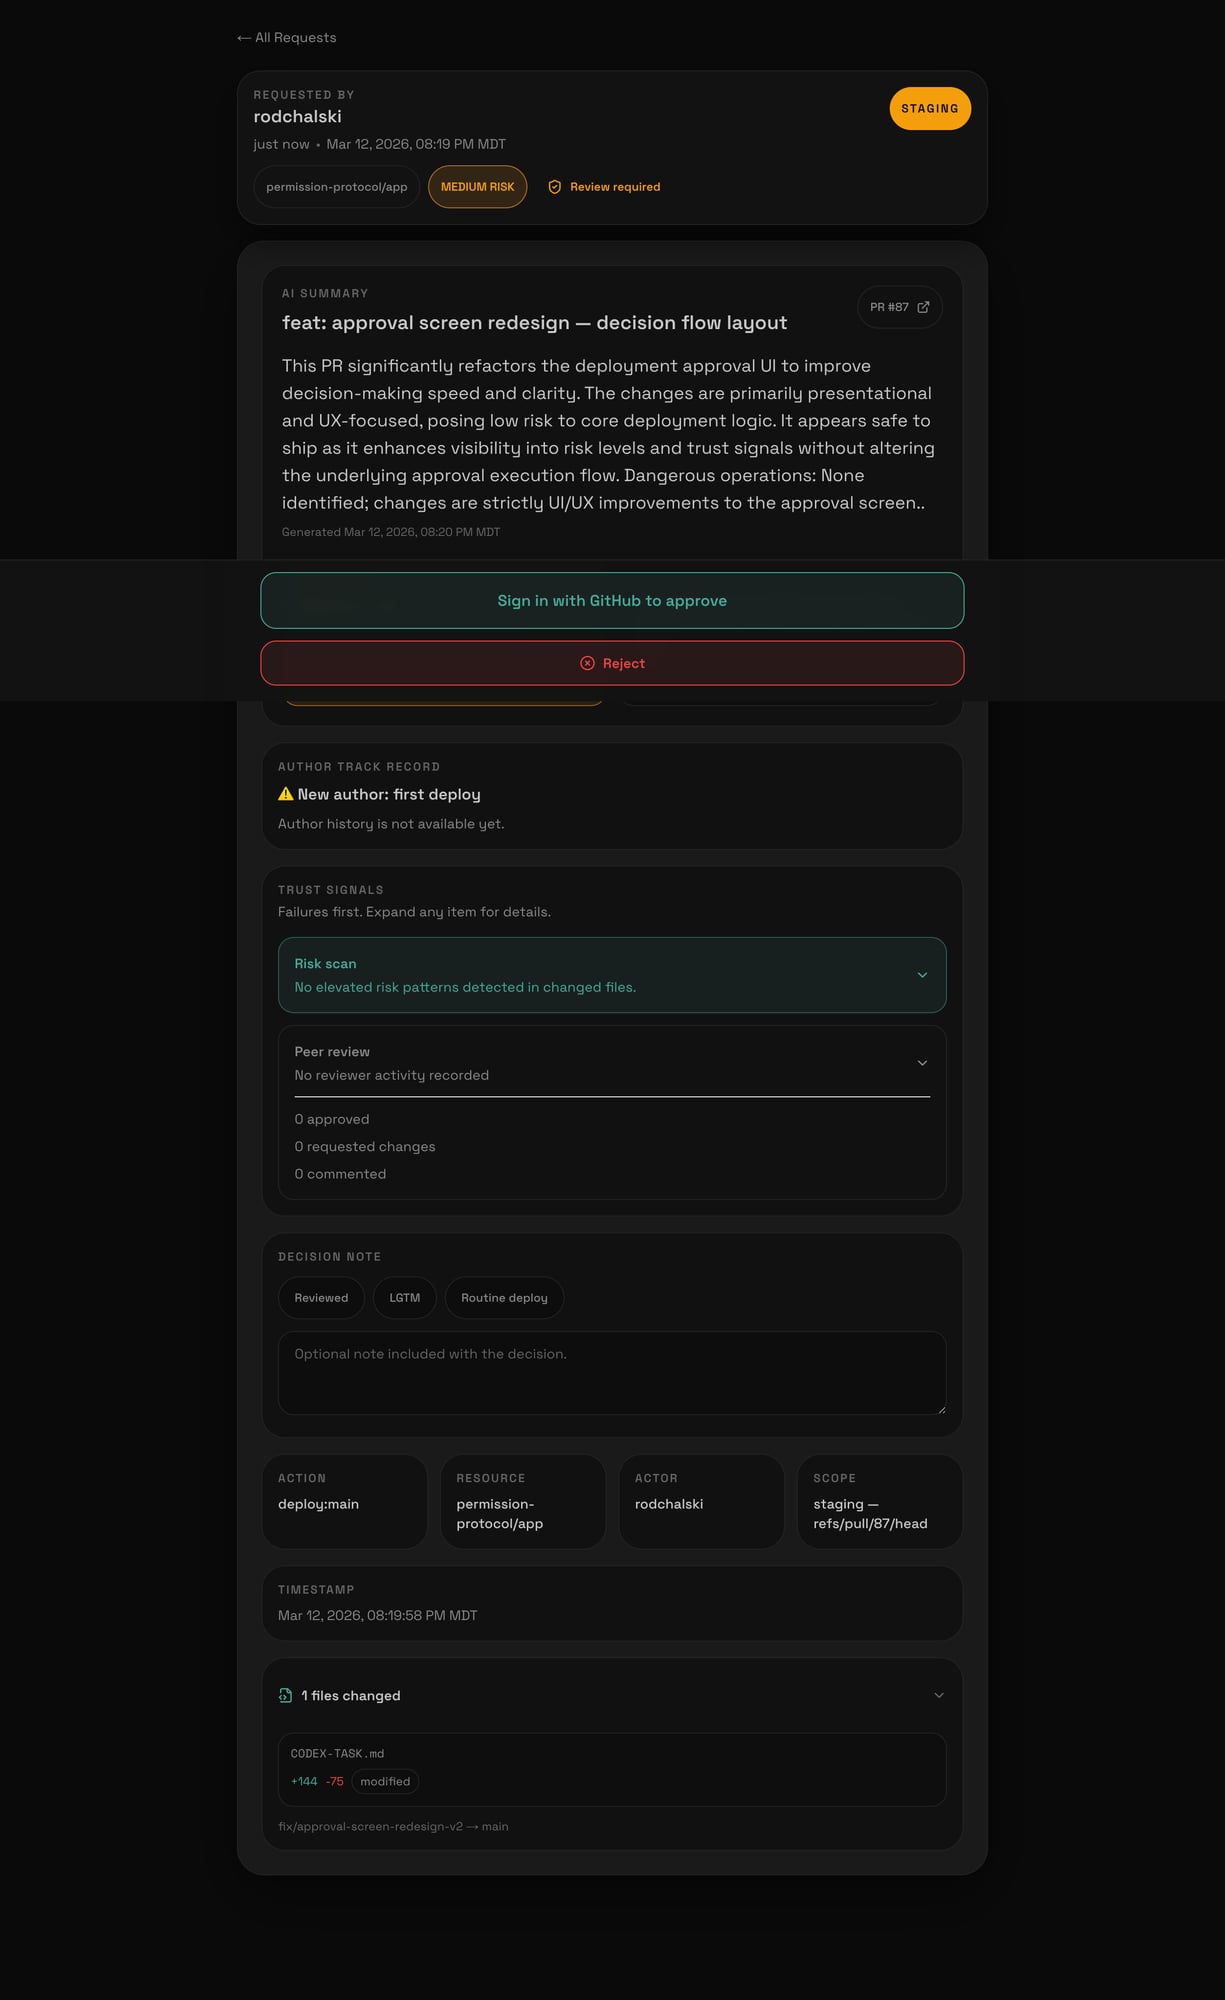 ← All Requests
REQUESTED BY
rodchalski
STAGING
just now • Mar 12, 2026, 08:19 PM MDT
permission-protocol/app
MEDIUM RISK
Review required
AI SUMMARY
PR #87
feat: approval screen redesign — decision flow layout
This PR significantly refactors the deployment approval UI to improve
decision-making speed and clarity. The changes are primarily presentational
and UX-focused, posing low risk to core deployment logic. It appears safe to
ship as it enhances visibility into risk levels and trust signals without altering
the underlying approval execution flow. Dangerous operations: None
identified; changes are strictly UI/UX improvements to the approval screen..
Generated Mar 12, 2026, 08:20 PM MDT
Sign in with GitHub to approve
Reject
AUTHOR TRACK RECORD
⚠️ New author: first deploy
Author history is not available yet.
TRUST SIGNALS
Failures first. Expand any item for details.
Risk scan
No elevated risk patterns detected in changed files.
Peer review
No reviewer activity recorded
0 approved
0 requested changes
0 commented
DECISION NOTE
Reviewed
LGTM
Routine deploy
Optional note included with the decision.
ACTION
deploy:main
RESOURCE
permission-
protocol/app
ACTOR
rodchalski
SCOPE
staging —
refs/pull/87/head
TIMESTAMP
Mar 12, 2026, 08:19:58 PM MDT
1 files changed
CODEX-TASK.md
+144 -75 modified
fix/approval-screen-redesign-v2 → main